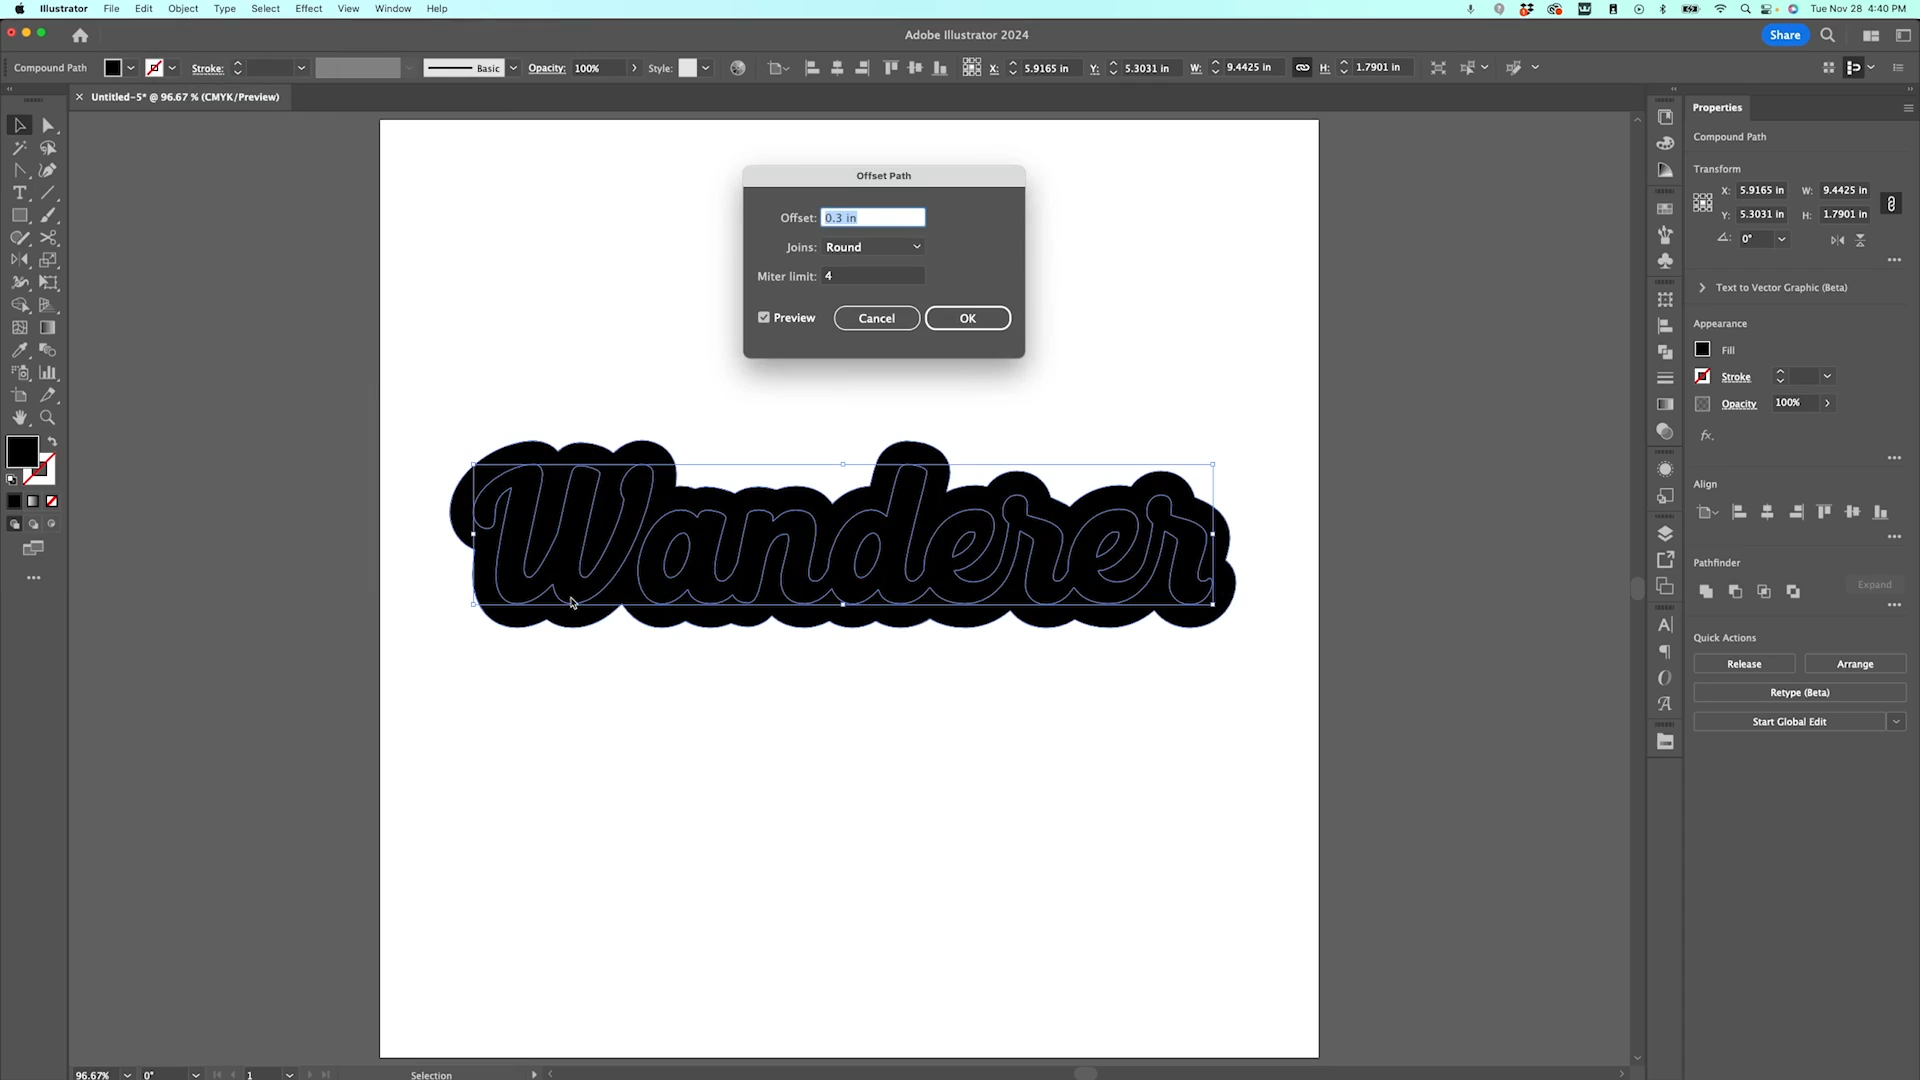 Illustrator File Edit Object Type Select Effect View Window Help Tue Nov 28 4:40 PM
Adobe Illustrator 2024 Share
Compound Path Stroke: Basic Opacity: 100% Style: X: 5.9165 in Y: 5.3031 in W: 9.4425 in H: 1.7901 in
Untitled-5* @ 96.67 % (CMYK/Preview)
Offset Path
Offset: 0.3 in
Joins: Round
Miter limit: 4
Preview Cancel OK
Wanderer
Properties
Compound Path
Transform
X: 5.9165 in W: 9.4425 in
Y: 5.3031 in H: 1.7901 in
0°
Text to Vector Graphic (Beta)
Appearance
Fill
Stroke
Opacity 100%
fx.
Align
Pathfinder
Expand
Quick Actions
Release Arrange
Retype (Beta)
Start Global Edit
96.67% 0° 1 Selection